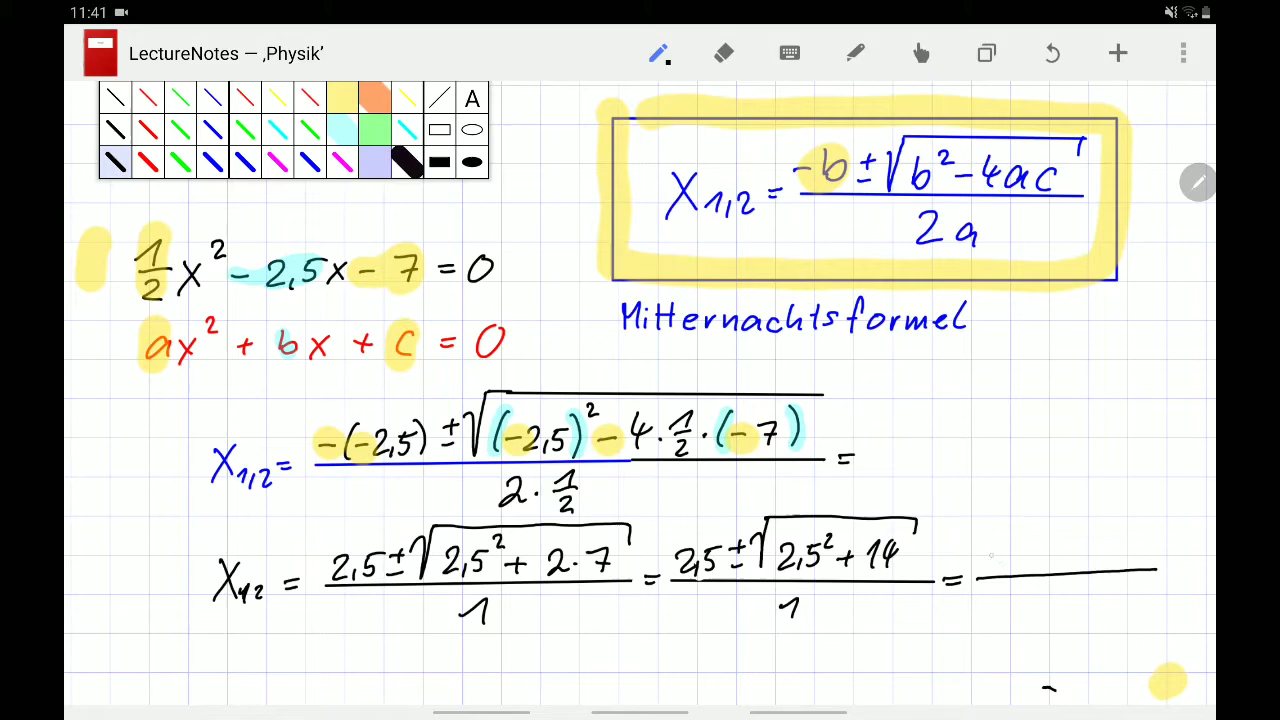 11:41
LectureNotes — ‚Physik’
A
X1,2 = (-b ± √(b² - 4ac)) / 2a
1/2 x² - 2,5x - 7 = 0
Mitternachtsformel
ax² + bx + c = 0
X1,2 = (-(-2,5) ± √((-2,5)² - 4 · 1/2 · (-7))) / (2 · 1/2) =
X1,2 = (2,5 ± √(2,5² + 2 · 7)) / 1 = (2,5 ± √(2,5² + 14)) / 1 =